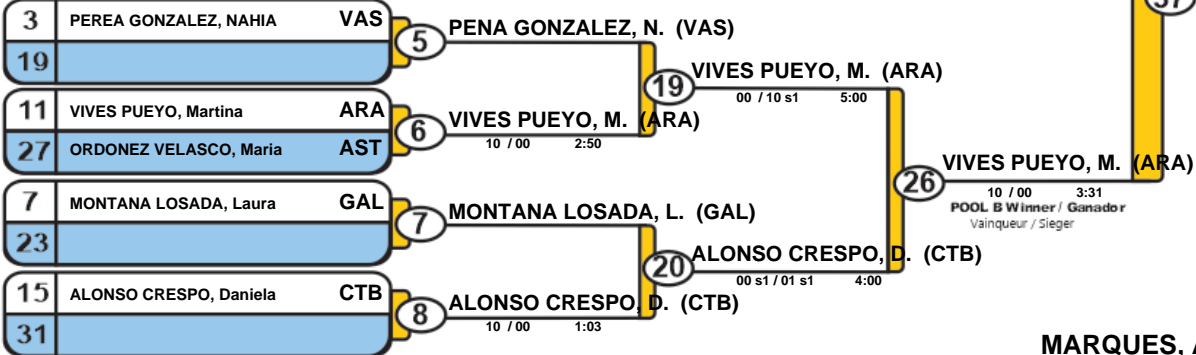 37
3 PEREA GONZALEZ, NAHIA VAS
19
5 PENA GONZALEZ, N. (VAS)
11 VIVES PUEYO, Martina ARA
27 ORDONEZ VELASCO, Maria AST
6 VIVES PUEYO, M. (ARA)
10 / 00 2:50
19 VIVES PUEYO, M. (ARA)
00 / 10 s1 5:00
7 MONTANA LOSADA, Laura GAL
23
7 MONTANA LOSADA, L. (GAL)
15 ALONSO CRESPO, Daniela CTB
31
8 ALONSO CRESPO, D. (CTB)
10 / 00 1:03
20 ALONSO CRESPO, D. (CTB)
00 s1 / 01 s1 4:00
26 VIVES PUEYO, M. (ARA)
10 / 00 3:31
POOL B Winner / Ganador
Vainqueur / Sieger
MARQUES,